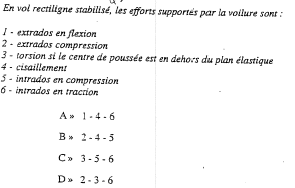 En vol rectiligne stabilisé, les efforts supportés par la voilure sont :
1 - extrados en flexion
2 - extrados compression
3 - torsion si le centre de poussée est en dehors du plan élastique
4 - cisaillement
5 - intrados en compression
6 - intrados en traction
A » 1 - 4 - 6
B » 2 - 4 - 5
C » 3 - 5 - 6
D » 2 - 3 - 6